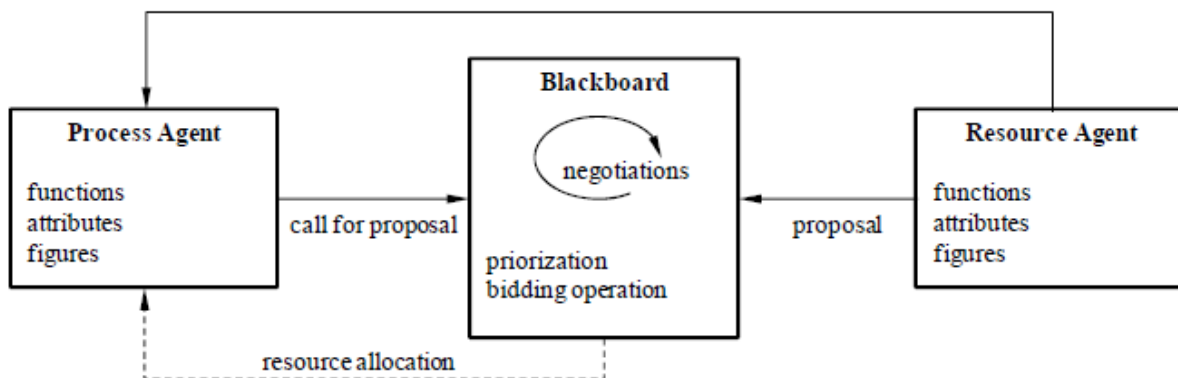 Process Agent
functions
attributes
figures
call for proposal
Blackboard
negotiations
priorization
bidding operation
proposal
Resource Agent
functions
attributes
figures
resource allocation